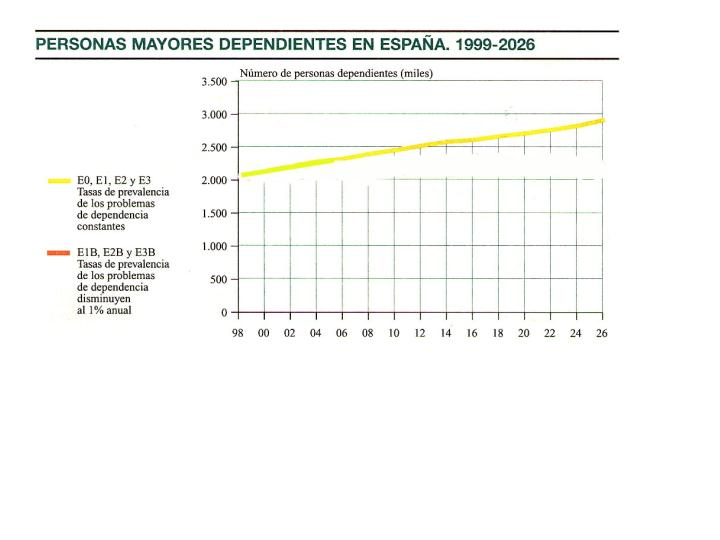 PERSONAS MAYORES DEPENDIENTES EN ESPAÑA. 1999-2026
Número de personas dependientes (miles)
3.500
3.000
2.500
2.000
1.500
1.000
500
0
E0, E1, E2 y E3
Tasas de prevalencia
de los problemas
de dependencia
constantes
E1B, E2B y E3B
Tasas de prevalencia
de los problemas
de dependencia
disminuyen
al 1% anual
98 00 02 04 06 08 10 12 14 16 18 20 22 24 26